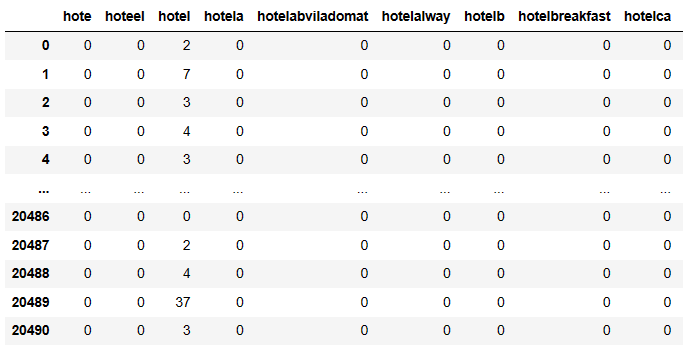 hote hoteel hotel hotela hotelabviladomat hotelalway hotelb hotelbreakfast hotelca
0 0 0 2 0 0 0 0 0 0
1 0 0 7 0 0 0 0 0 0
2 0 0 3 0 0 0 0 0 0
3 0 0 4 0 0 0 0 0 0
4 0 0 3 0 0 0 0 0 0
... ... ... ... ... ... ... ... ... ...
20486 0 0 0 0 0 0 0 0 0
20487 0 0 2 0 0 0 0 0 0
20488 0 0 4 0 0 0 0 0 0
20489 0 0 37 0 0 0 0 0 0
20490 0 0 3 0 0 0 0 0 0